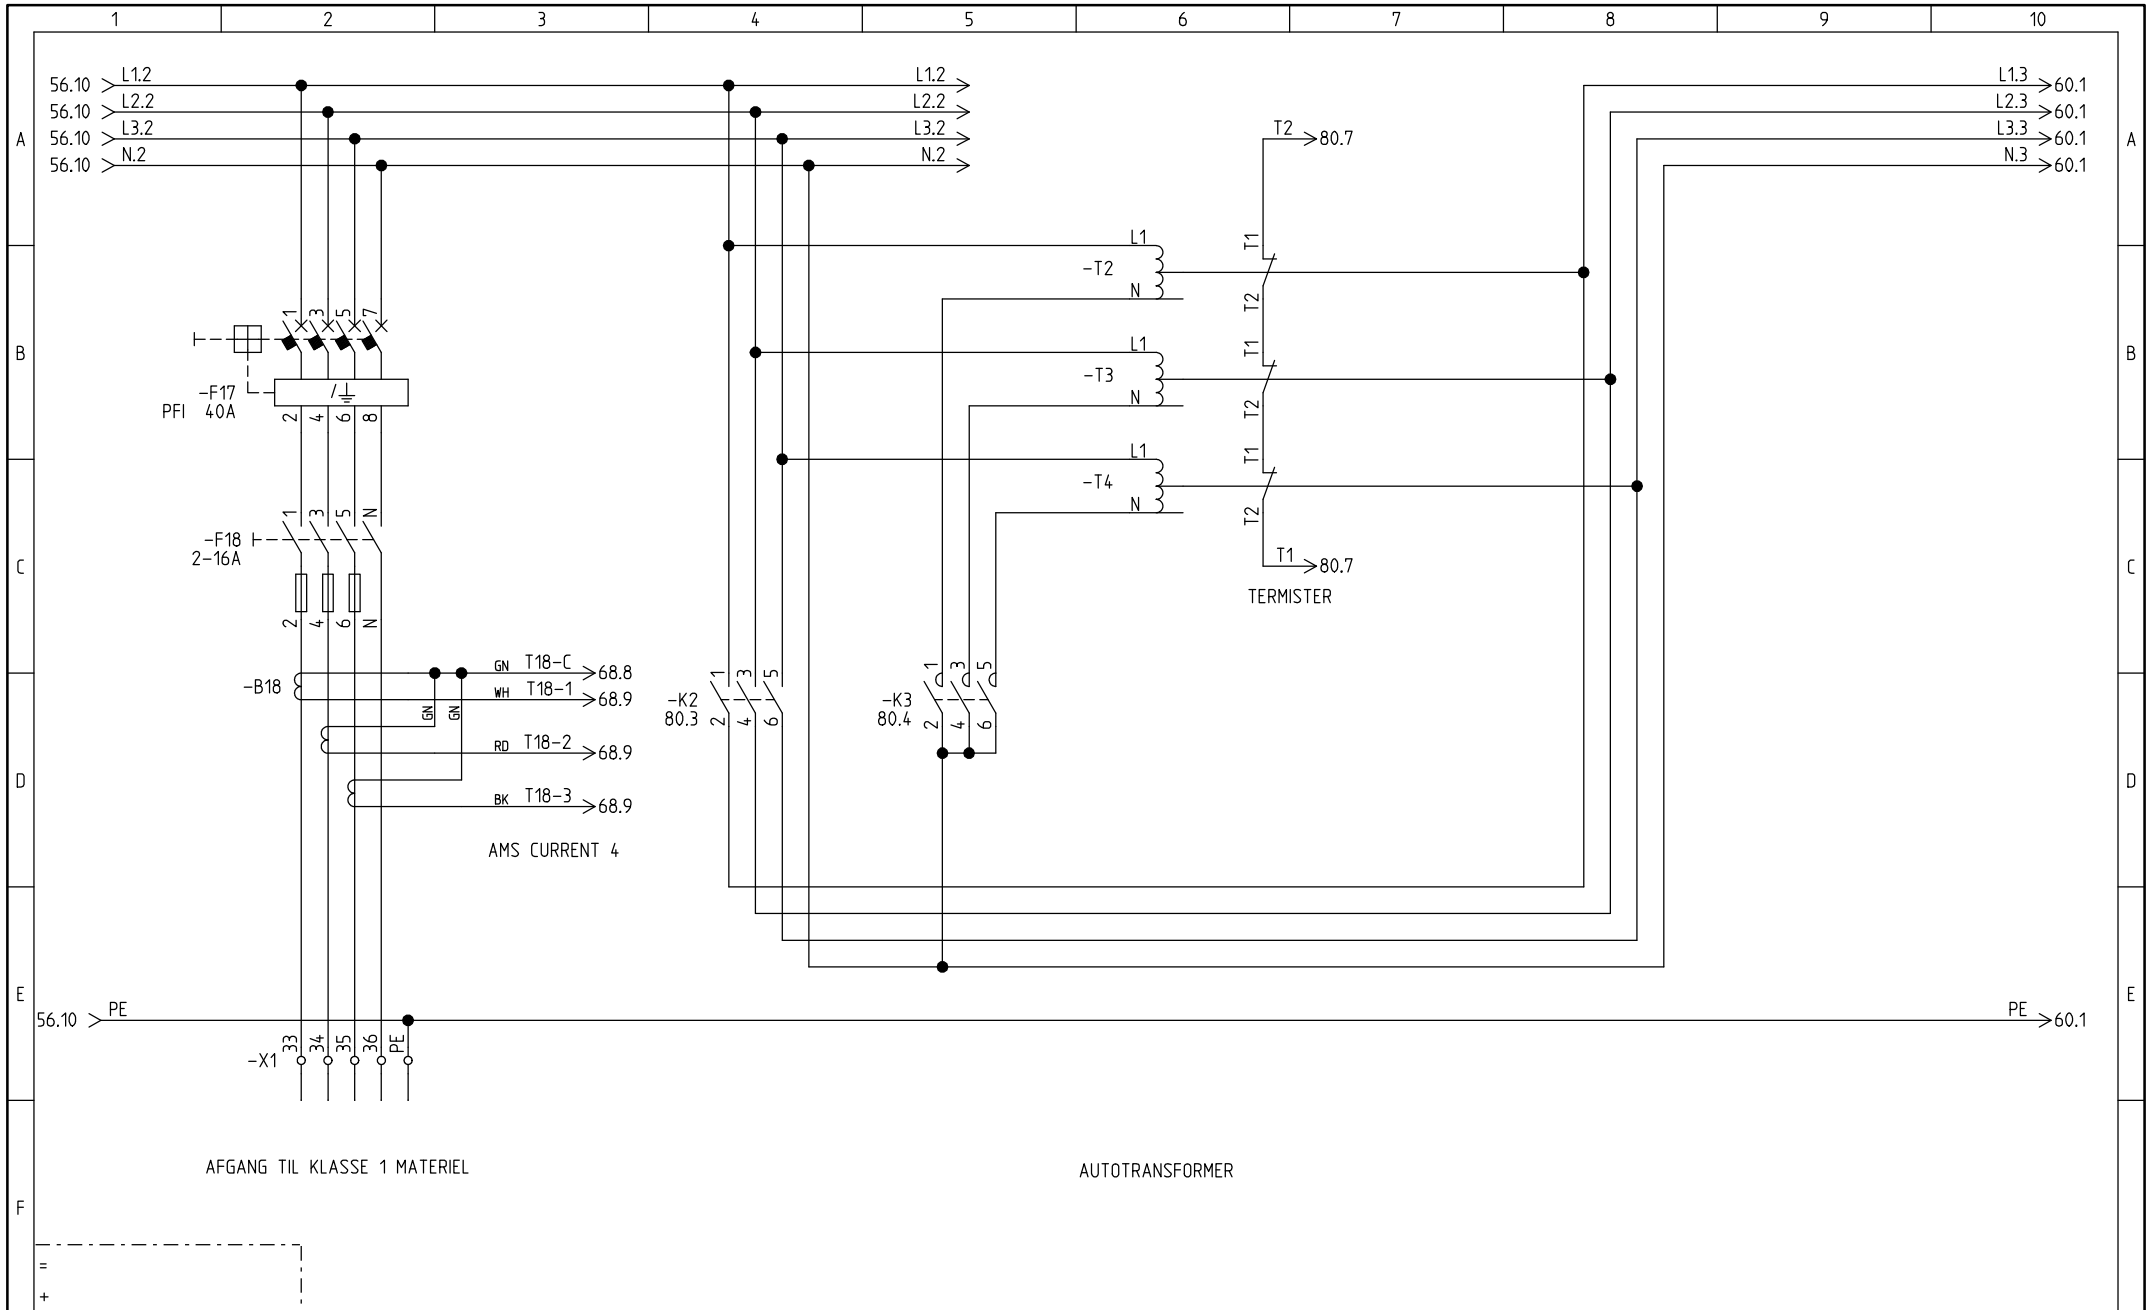 1 2 3 4 5 6 7 8 9 10
56.10 L1.2 L1.2 L1.3 60.1
56.10 L2.2 L2.2 L2.3 60.1
A 56.10 L3.2 L3.2 T2 80.7 L3.3 60.1 A
56.10 N.2 N.2 N.3 60.1
L1 T1
-T2
N T2
1 3 5 7
B L1 T1 B
-T3
-F17
PFI 40A
2 4 6 8
N T2
L1 T1
-T4
N T2
1 3 5 N
-F18
2-16A
C T1 80.7 C
TERMISTER
2 4 6 N
GN T18-C 68.8
-B18 WH T18-1 68.9
GN GN
1 3 5
-K2
80.3
2 4 6
1 3 5
-K3
80.4
2 4 6
RD T18-2 68.9
D D
BK T18-3 68.9
AMS CURRENT 4
E E
56.10 PE PE 60.1
33 34 35 36 PE
-X1
AFGANG TIL KLASSE 1 MATERIEL AUTOTRANSFORMER
F
=
+